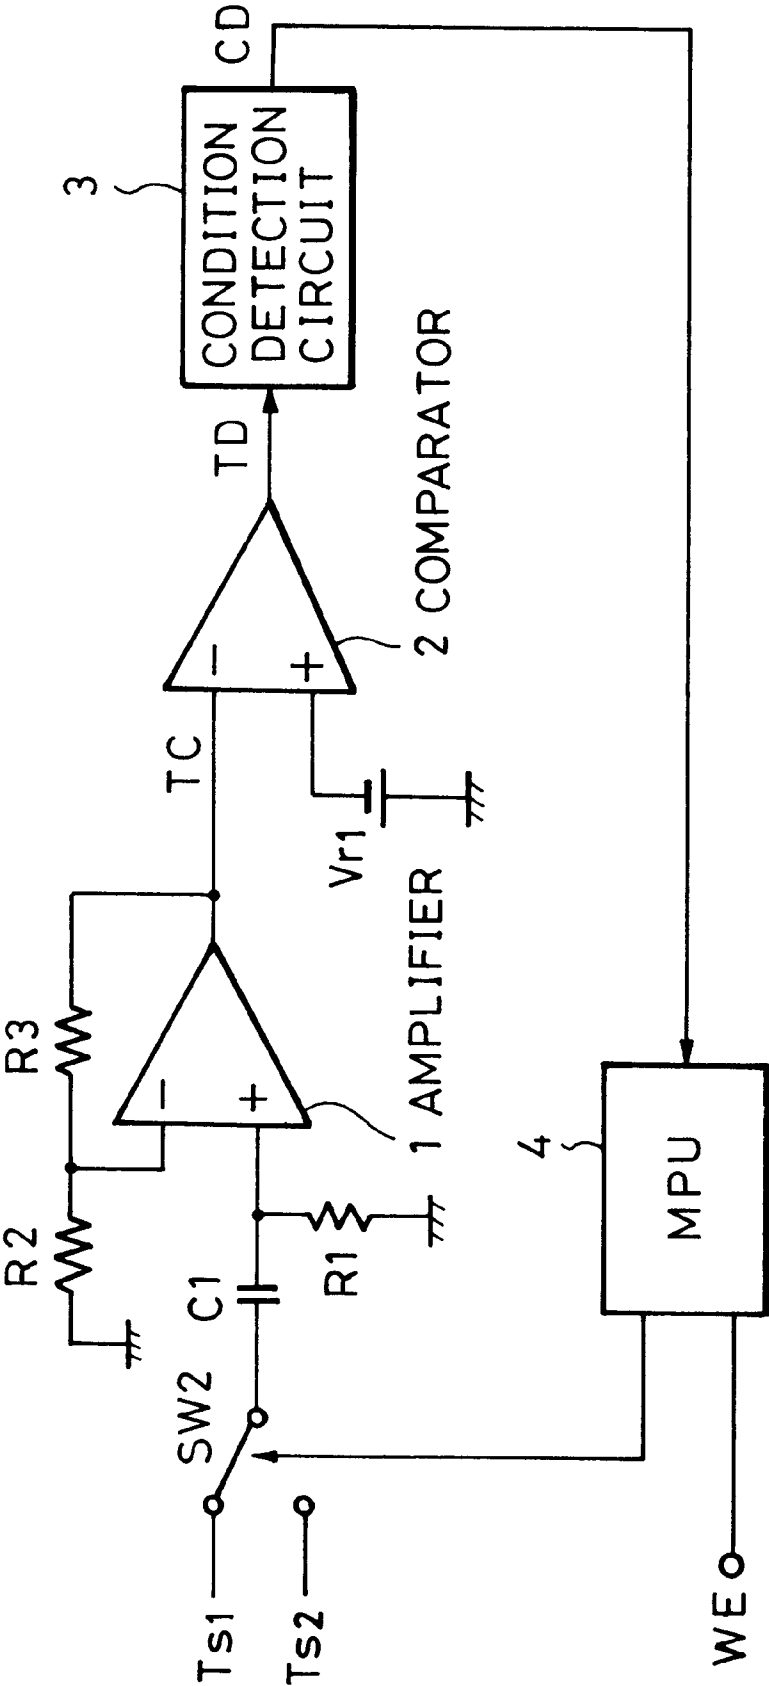 Ts1
Ts2
SW2
C1
R1
R2
R3
−
+
1 AMPLIFIER
TC
Vr1
−
+
2 COMPARATOR
TD
3
CONDITION
DETECTION
CIRCUIT
CD
4
MPU
WE